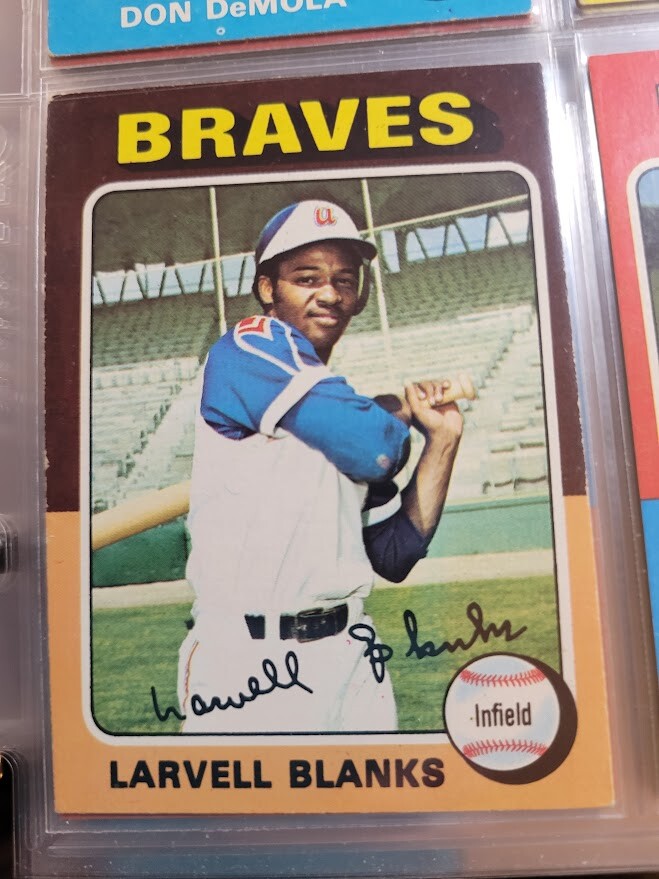 DON DeMOLA
BRAVES
a
Larvell Blanks
Infield
LARVELL BLANKS